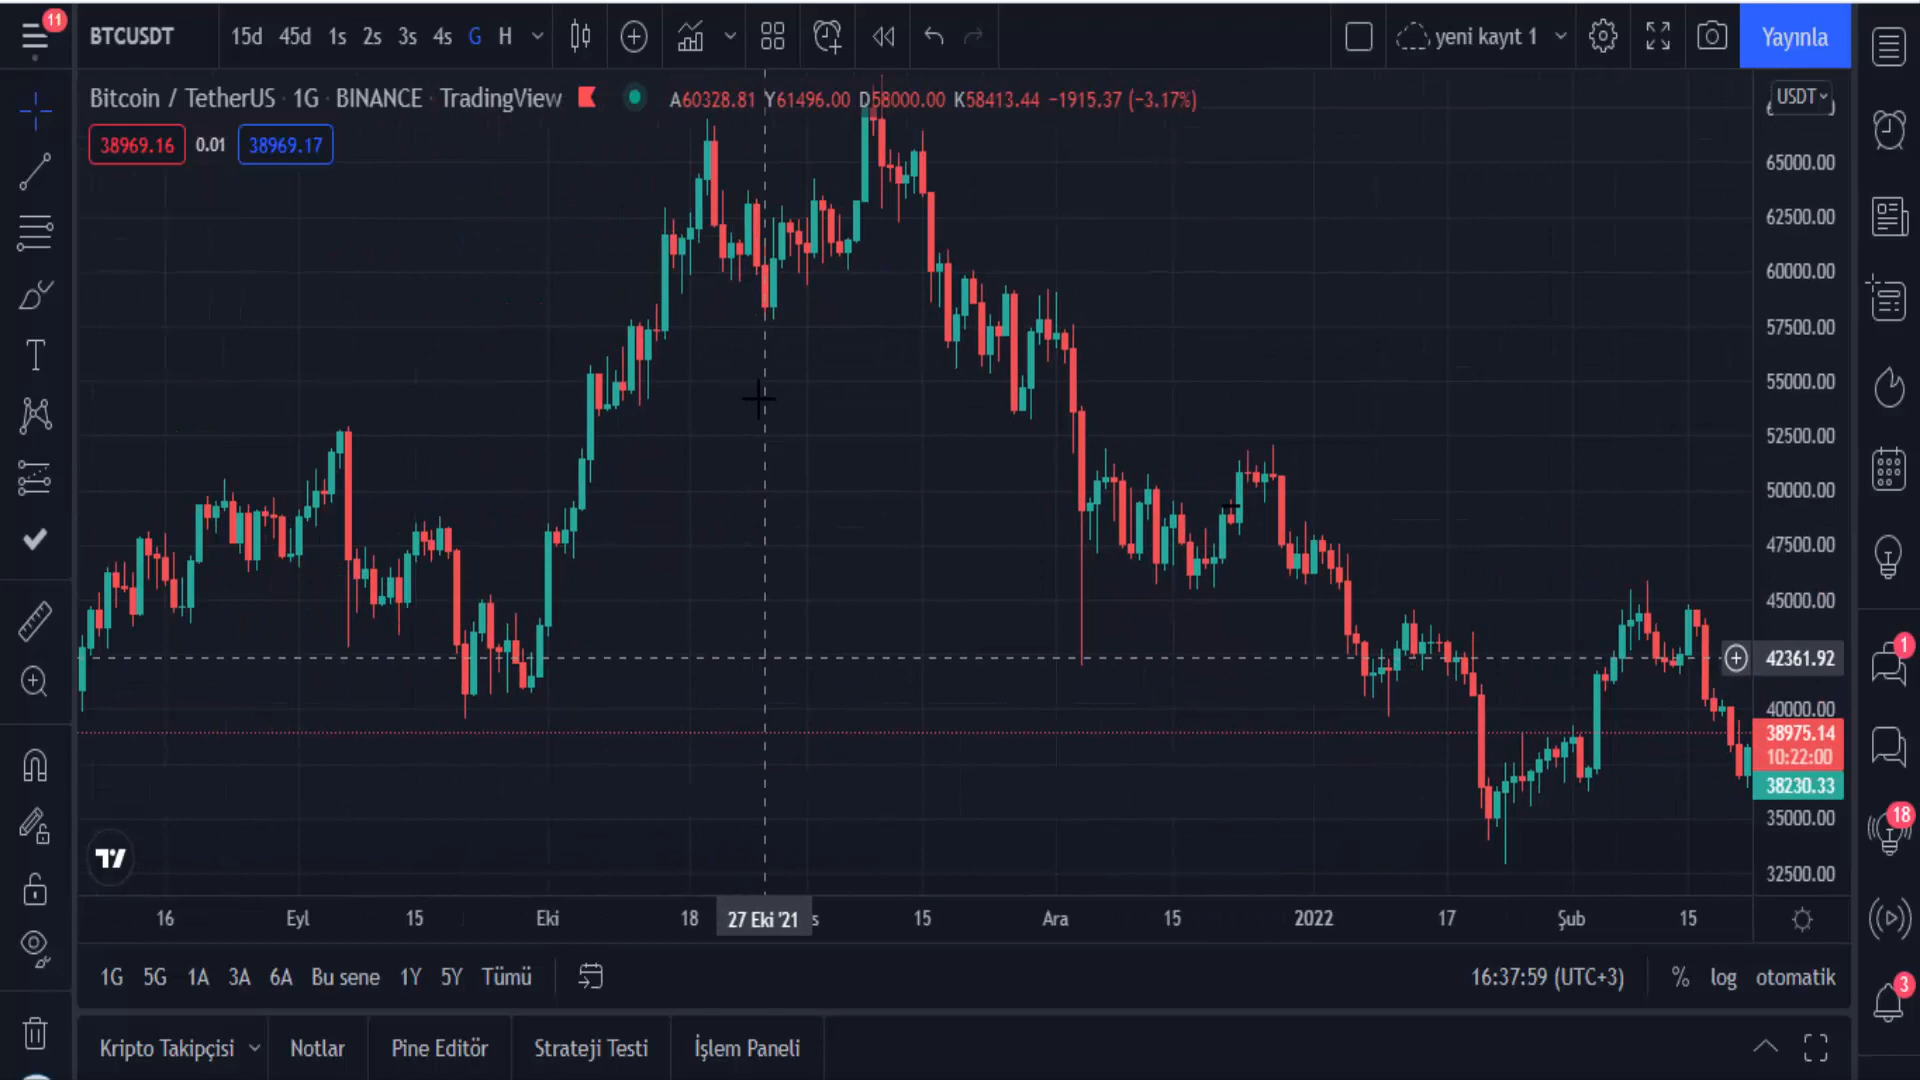 11
BTCUSDT
15d 45d 1s 2s 3s 4s G H
yeni kayıt 1
Yayınla
Bitcoin / TetherUS · 1G · BINANCE · TradingView
A60328.81 Y61496.00 D58000.00 K58413.44 −1915.37 (−3.17%)
USDT
38969.16 0.01 38969.17
65000.00
62500.00
60000.00
57500.00
55000.00
52500.00
50000.00
47500.00
45000.00
42361.92
1
40000.00
38975.14
10:22:00
38230.33
18
35000.00
32500.00
16 Eyl 15 Eki 18 27 Eki '21 s 15 Ara 15 2022 17 Şub 15
1G 5G 1A 3A 6A Bu sene 1Y 5Y Tümü
16:37:59 (UTC+3) % log otomatik
3
Kripto Takipçisi Notlar Pine Editör Strateji Testi İşlem Paneli